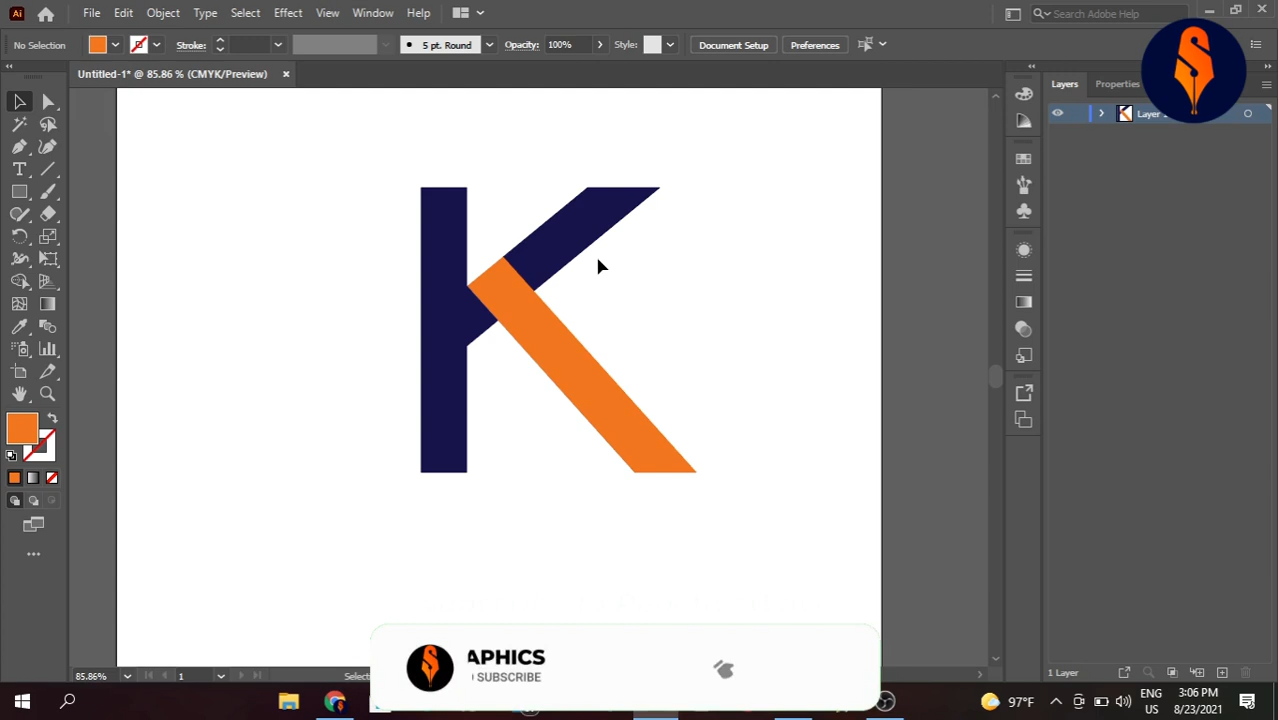 Ai File Edit Object Type Select Effect View Window Help Search Adobe Help
No Selection Stroke: 5 pt. Round Opacity: 100% Style: Document Setup Preferences
Untitled-1* @ 85.86 % (CMYK/Preview) ×
Layers Properties
Layer
K
APHICS
SUBSCRIBE
85.86% 1 Selecti 1 Layer
97°F ENG 3:06 PM
US 8/23/2021